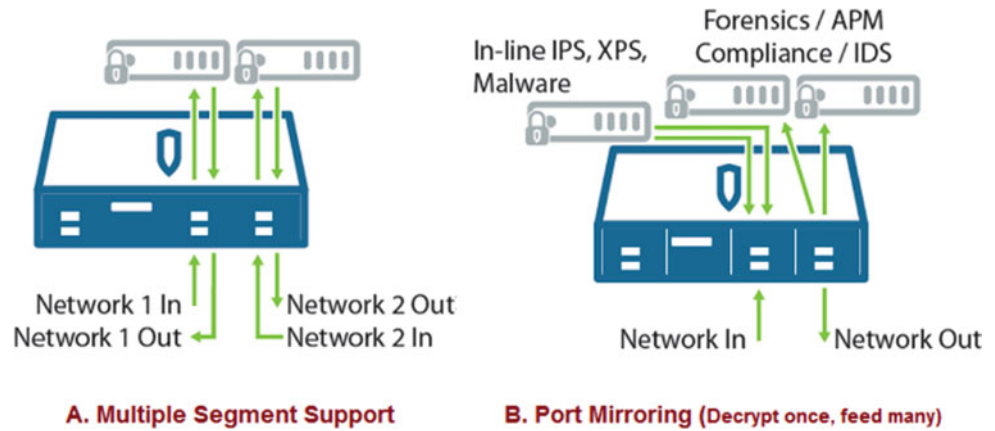 Network 1 In
Network 1 Out
Network 2 Out
Network 2 In
A. Multiple Segment Support
In-line IPS, XPS,
Malware
Forensics / APM
Compliance / IDS
Network In
Network Out
B. Port Mirroring (Decrypt once, feed many)